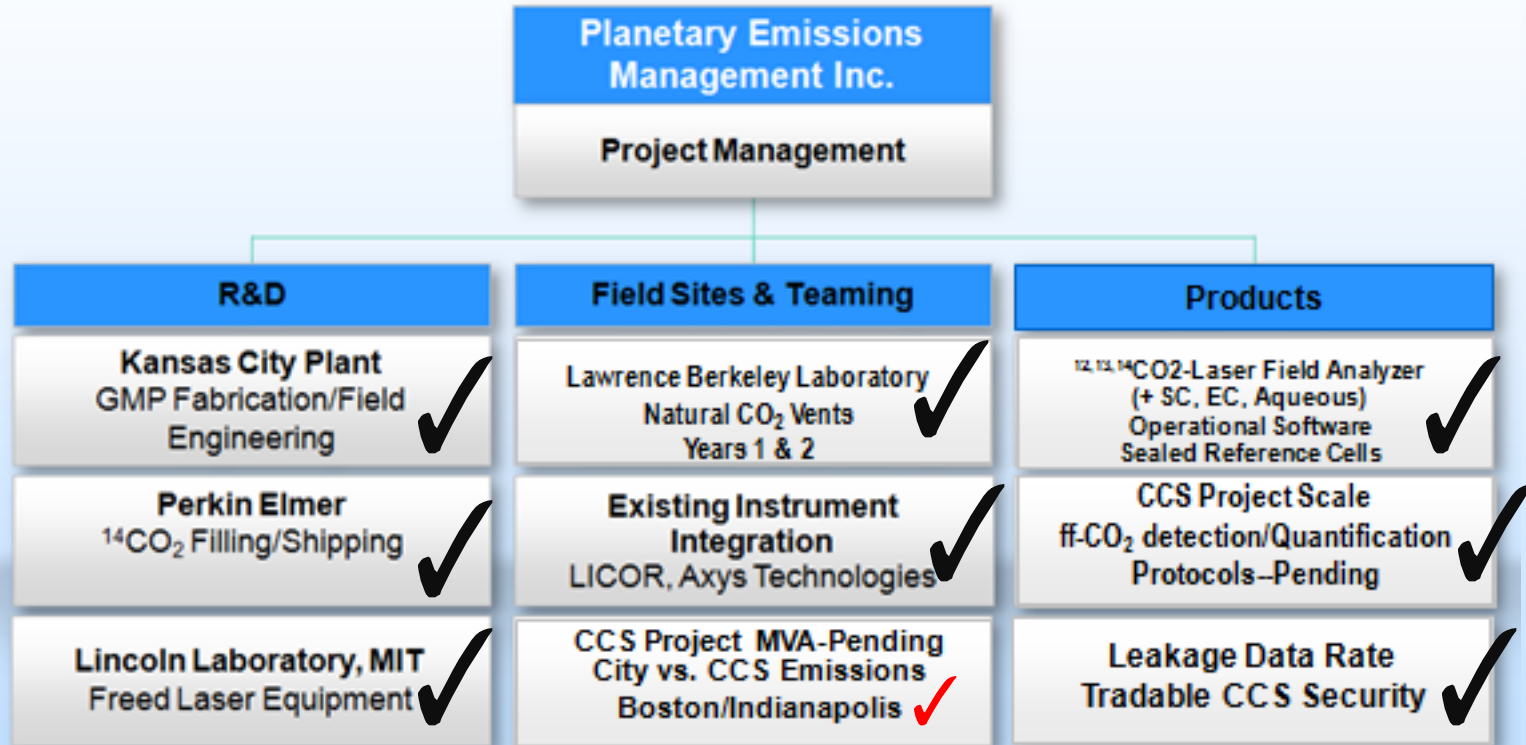 Planetary Emissions
Management Inc.
Project Management
R&D
Kansas City Plant
GMP Fabrication/Field
Engineering
Perkin Elmer
¹⁴CO₂ Filling/Shipping
Lincoln Laboratory, MIT
Freed Laser Equipment
Field Sites & Teaming
Lawrence Berkeley Laboratory
Natural CO₂ Vents
Years 1 & 2
Existing Instrument
Integration
LICOR, Axys Technologies
CCS Project MVA-Pending
City vs. CCS Emissions
Boston/Indianapolis
Products
¹²,¹³,¹⁴CO2-Laser Field Analyzer
(+ SC, EC, Aqueous)
Operational Software
Sealed Reference Cells
CCS Project Scale
ff-CO₂ detection/Quantification
Protocols--Pending
Leakage Data Rate
Tradable CCS Security